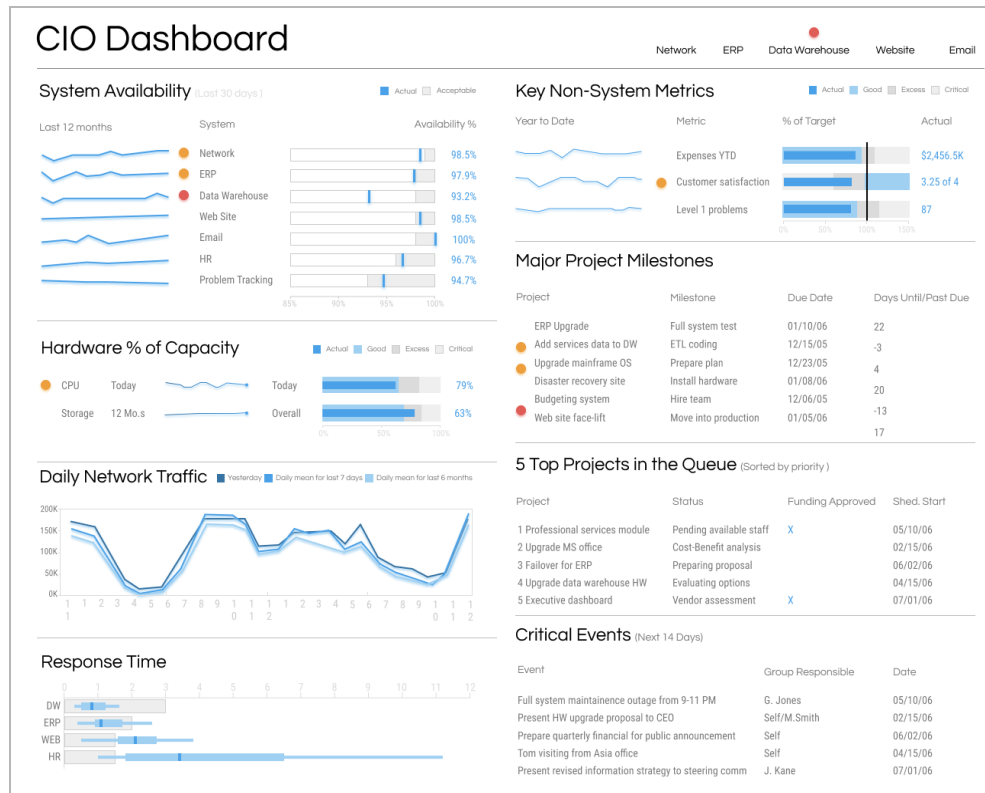 CIO Dashboard
Network ERP Data Warehouse Website Email
System Availability (Last 30 days )
Actual Acceptable
Last 12 months System Availability %
Network 98.5%
ERP 97.9%
Data Warehouse 93.2%
Web Site 98.5%
Email 100%
HR 96.7%
Problem Tracking 94.7%
85% 90% 95% 100%
Hardware % of Capacity
Actual Good Excess Critical
CPU Today Today 79%
Storage 12 Mo.s Overall 63%
0% 50% 100%
Daily Network Traffic
Yesterday Daily mean for last 7 days Daily mean for last 6 months
200K
150K
100K
50K
0K
11 1 2 3 4 5 6 7 8 9 10 11 12 1 2 3 4 5 6 7 8 9 10 11 12
Response Time
0 1 2 3 4 5 6 7 8 9 10 11 12
DW
ERP
WEB
HR
Key Non-System Metrics
Actual Good Excess Critical
Year to Date Metric % of Target Actual
Expenses YTD $2,456.5K
Customer satisfaction 3.25 of 4
Level 1 problems 87
0% 100% 150%
Major Project Milestones
Project Milestone Due Date Days Until/Past Due
ERP Upgrade Full system test 01/10/06 22
Add services data to DW ETL coding 12/15/05 -3
Upgrade mainframe OS Prepare plan 12/23/05 4
Disaster recovery site Install hardware 01/08/06 20
Budgeting system Hire team 12/06/05 -13
Web site face-lift Move into production 01/05/06 17
5 Top Projects in the Queue (Sorted by priority )
Project Status Funding Approved Shed. Start
1 Professional services module Pending available staff X 05/10/06
2 Upgrade MS office Cost-Benefit analysis 02/15/06
3 Failover for ERP Preparing proposal 06/02/06
4 Upgrade data warehouse HW Evaluating options 04/15/06
5 Executive dashboard Vendor assessment X 07/01/06
Critical Events (Next 14 Days)
Event Group Responsible Date
Full system maintainence outage from 9-11 PM G. Jones 05/10/06
Present HW upgrade proposal to CEO Self/M.Smith 02/15/06
Prepare quarterly financial for public announcement Self 06/02/06
Tom visiting from Asia office Self 04/15/06
Present revised information strategy to steering comm J. Kane 07/01/06